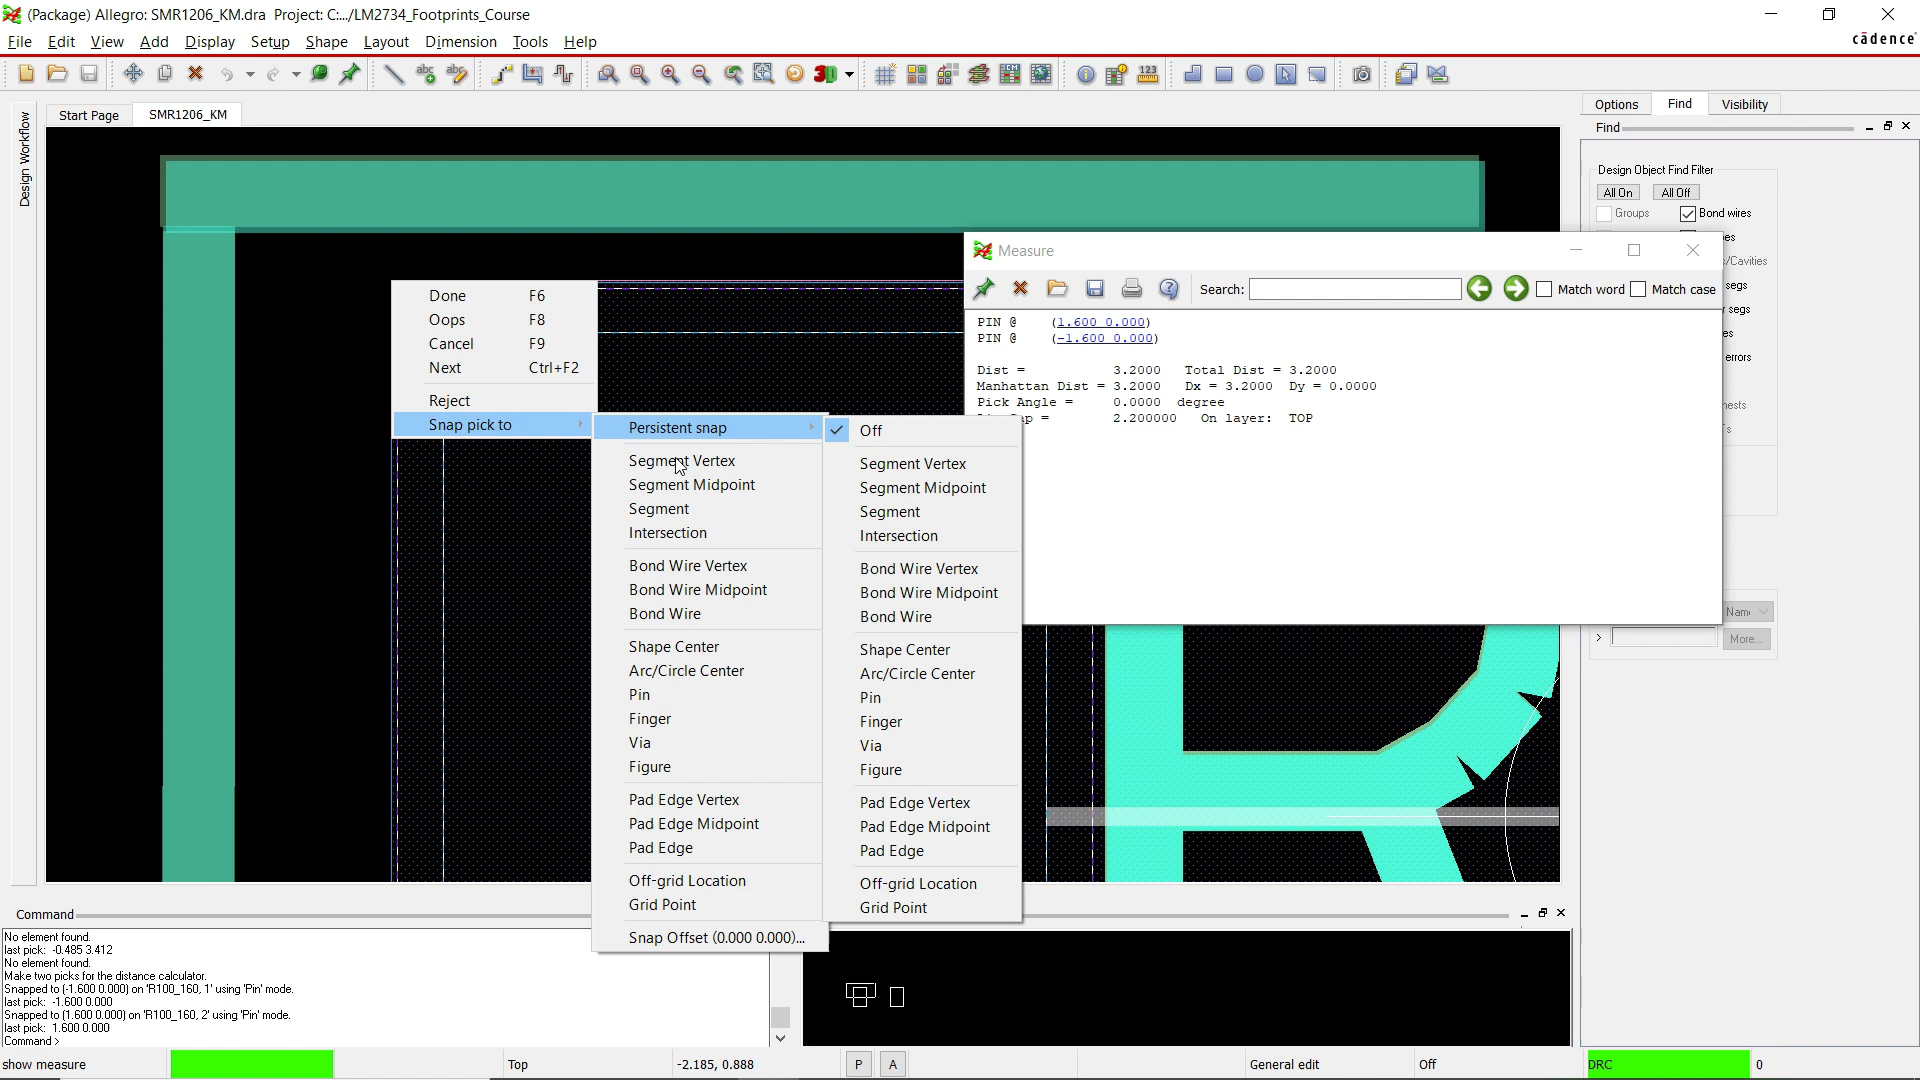 (Package) Allegro: SMR1206_KM.dra Project: C:.../LM2734_Footprints_Course
File Edit View Add Display Setup Shape Layout Dimension Tools Help
cādence
3D
Design Workflow
Start Page
SMR1206_KM
Options
Find
Visibility
Find
Design Object Find Filter
All On
All Off
Groups
Bond wires
es
s/Cavities
segs
segs
es
errors
nests
's
Name
More...
Done F6
Oops F8
Cancel F9
Next Ctrl+F2
Reject
Snap pick to
Persistent snap
Segment Vertex
Segment Midpoint
Segment
Intersection
Bond Wire Vertex
Bond Wire Midpoint
Bond Wire
Shape Center
Arc/Circle Center
Pin
Finger
Via
Figure
Pad Edge Vertex
Pad Edge Midpoint
Pad Edge
Off-grid Location
Grid Point
Snap Offset (0.000 0.000)...
Off
Segment Vertex
Segment Midpoint
Segment
Intersection
Bond Wire Vertex
Bond Wire Midpoint
Bond Wire
Shape Center
Arc/Circle Center
Pin
Finger
Via
Figure
Pad Edge Vertex
Pad Edge Midpoint
Pad Edge
Off-grid Location
Grid Point
Measure
Search:
Match word
Match case
PIN @ (1.600 0.000)
PIN @ (-1.600 0.000)
Dist = 3.2000 Total Dist = 3.2000
Manhattan Dist = 3.2000 Dx = 3.2000 Dy = 0.0000
Pick Angle = 0.0000 degree
p = 2.200000 On layer: TOP
Command
No element found.
last pick: -0.485 3.412
No element found.
Make two picks for the distance calculator.
Snapped to (-1.600 0.000) on 'R100_160, 1' using 'Pin' mode.
last pick: -1.600 0.000
Snapped to (1.600 0.000) on 'R100_160, 2' using 'Pin' mode.
last pick: 1.600 0.000
Command >
show measure
Top
-2.185, 0.888
P
A
General edit
Off
DRC
0